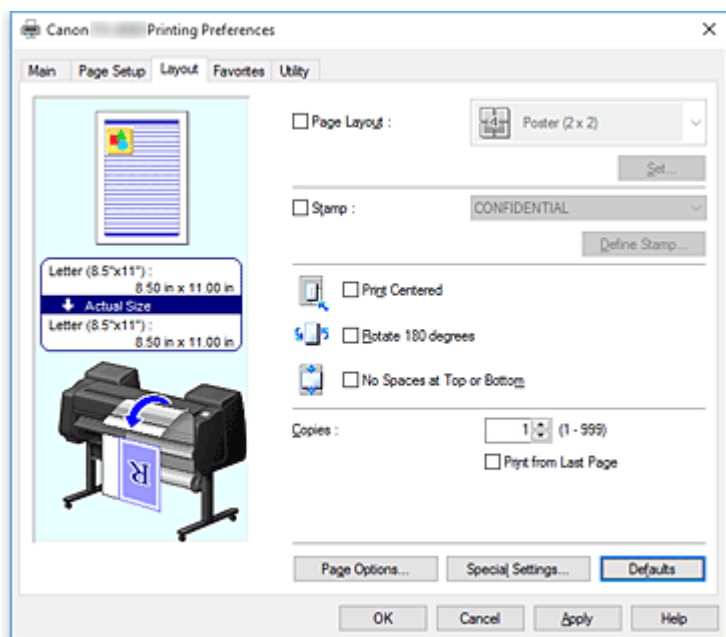 Canon Printing Preferences
Main Page Setup Layout Favorites Utility
Page Layout : 4 Poster (2 x 2)
Set...
Stamp : CONFIDENTIAL
Define Stamp...
Letter (8.5"x11") :
8.50 in x 11.00 in
Actual Size
Letter (8.5"x11") :
8.50 in x 11.00 in
Print Centered
Rotate 180 degrees
No Spaces at Top or Bottom
R
Copies : 1 (1 - 999)
Print from Last Page
Page Options... Special Settings... Defaults
OK Cancel Apply Help